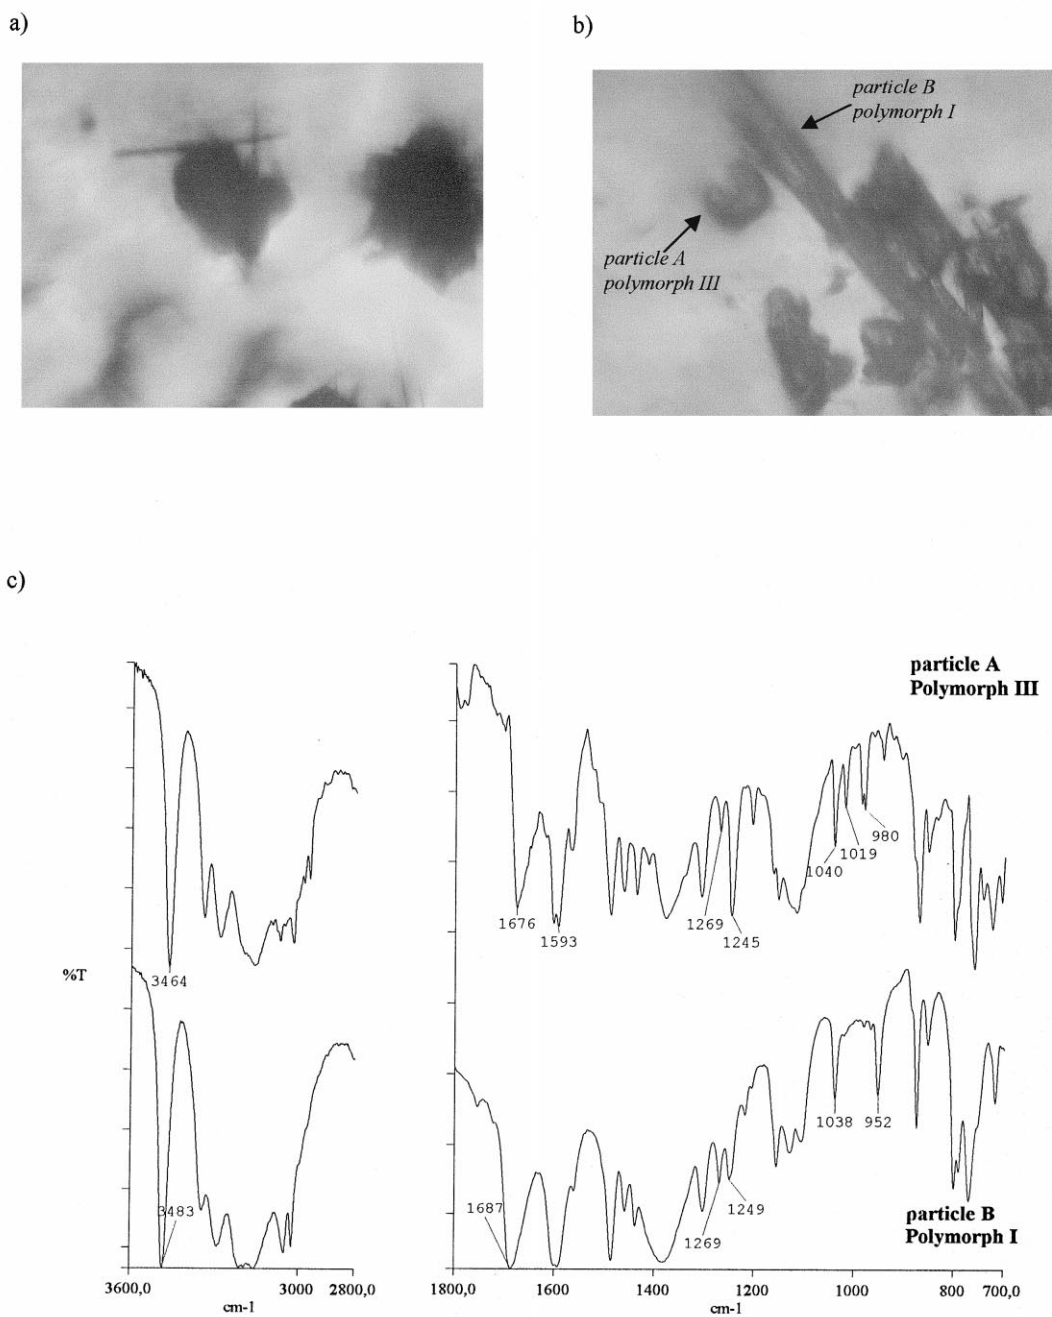 a)
b)
particle B
polymorph I
particle A
polymorph III
c)
particle A
Polymorph III
1676
1593
1269
1245
1040
1019
980
3464
%T
3483
1687
1269
1249
1038
952
particle B
Polymorph I
3600,0
3000
2800,0
cm-1
1800
1600
1400
1200
1000
800
700,0
cm-1